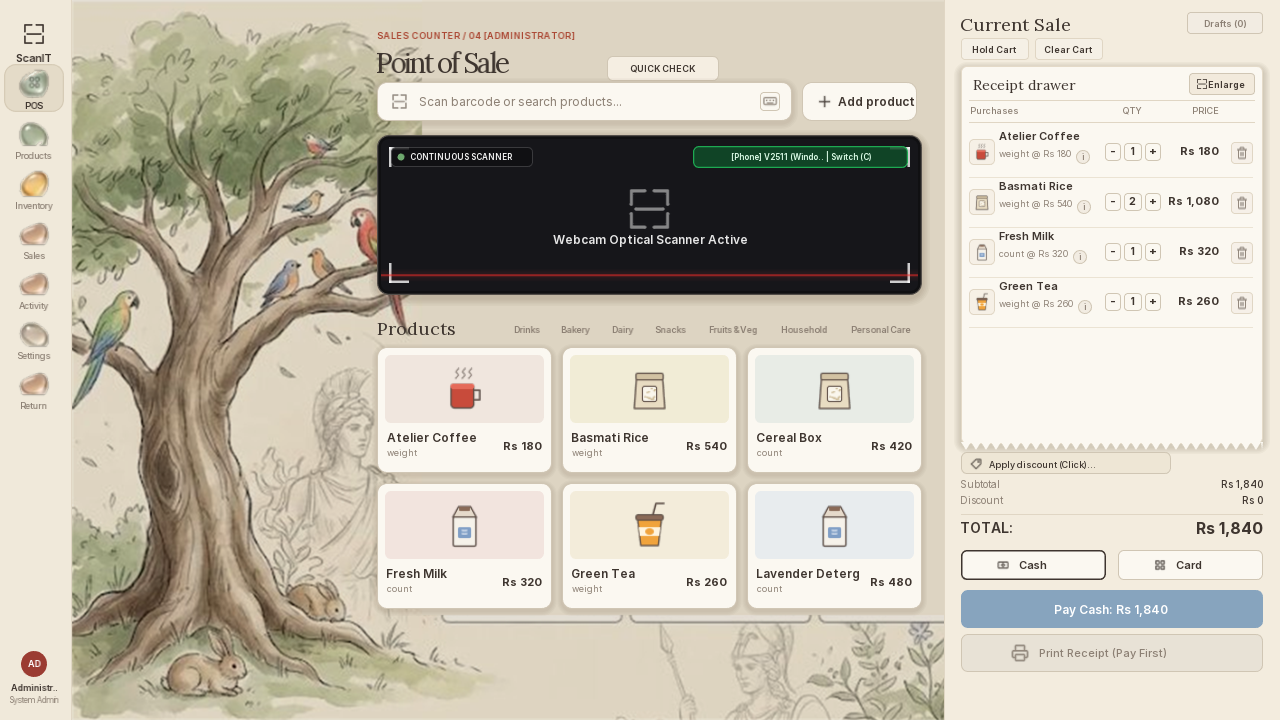 ScanIT
POS
Products
Inventory
Sales
Activity
Settings
Return
AD
Administr..
System Admin
SALES COUNTER / 04 [ADMINISTRATOR]
Point of Sale
QUICK CHECK
Scan barcode or search products...
Add product
CONTINUOUS SCANNER
[Phone] V2511 (Windo.. | Switch (C)
Webcam Optical Scanner Active
Products
Drinks Bakery Dairy Snacks Fruits & Veg Household Personal Care
Atelier Coffee
weight
Rs 180
Basmati Rice
weight
Rs 540
Cereal Box
count
Rs 420
Fresh Milk
count
Rs 320
Green Tea
weight
Rs 260
Lavender Deterg
count
Rs 480
Current Sale
Drafts (0)
Hold Cart
Clear Cart
Receipt drawer
Enlarge
Purchases QTY PRICE
Atelier Coffee
weight @ Rs 180 i
- 1 + Rs 180
Basmati Rice
weight @ Rs 540 i
- 2 + Rs 1,080
Fresh Milk
count @ Rs 320 i
- 1 + Rs 320
Green Tea
weight @ Rs 260 i
- 1 + Rs 260
Apply discount (Click)...
Subtotal Rs 1,840
Discount Rs 0
TOTAL: Rs 1,840
Cash
Card
Pay Cash: Rs 1,840
Print Receipt (Pay First)